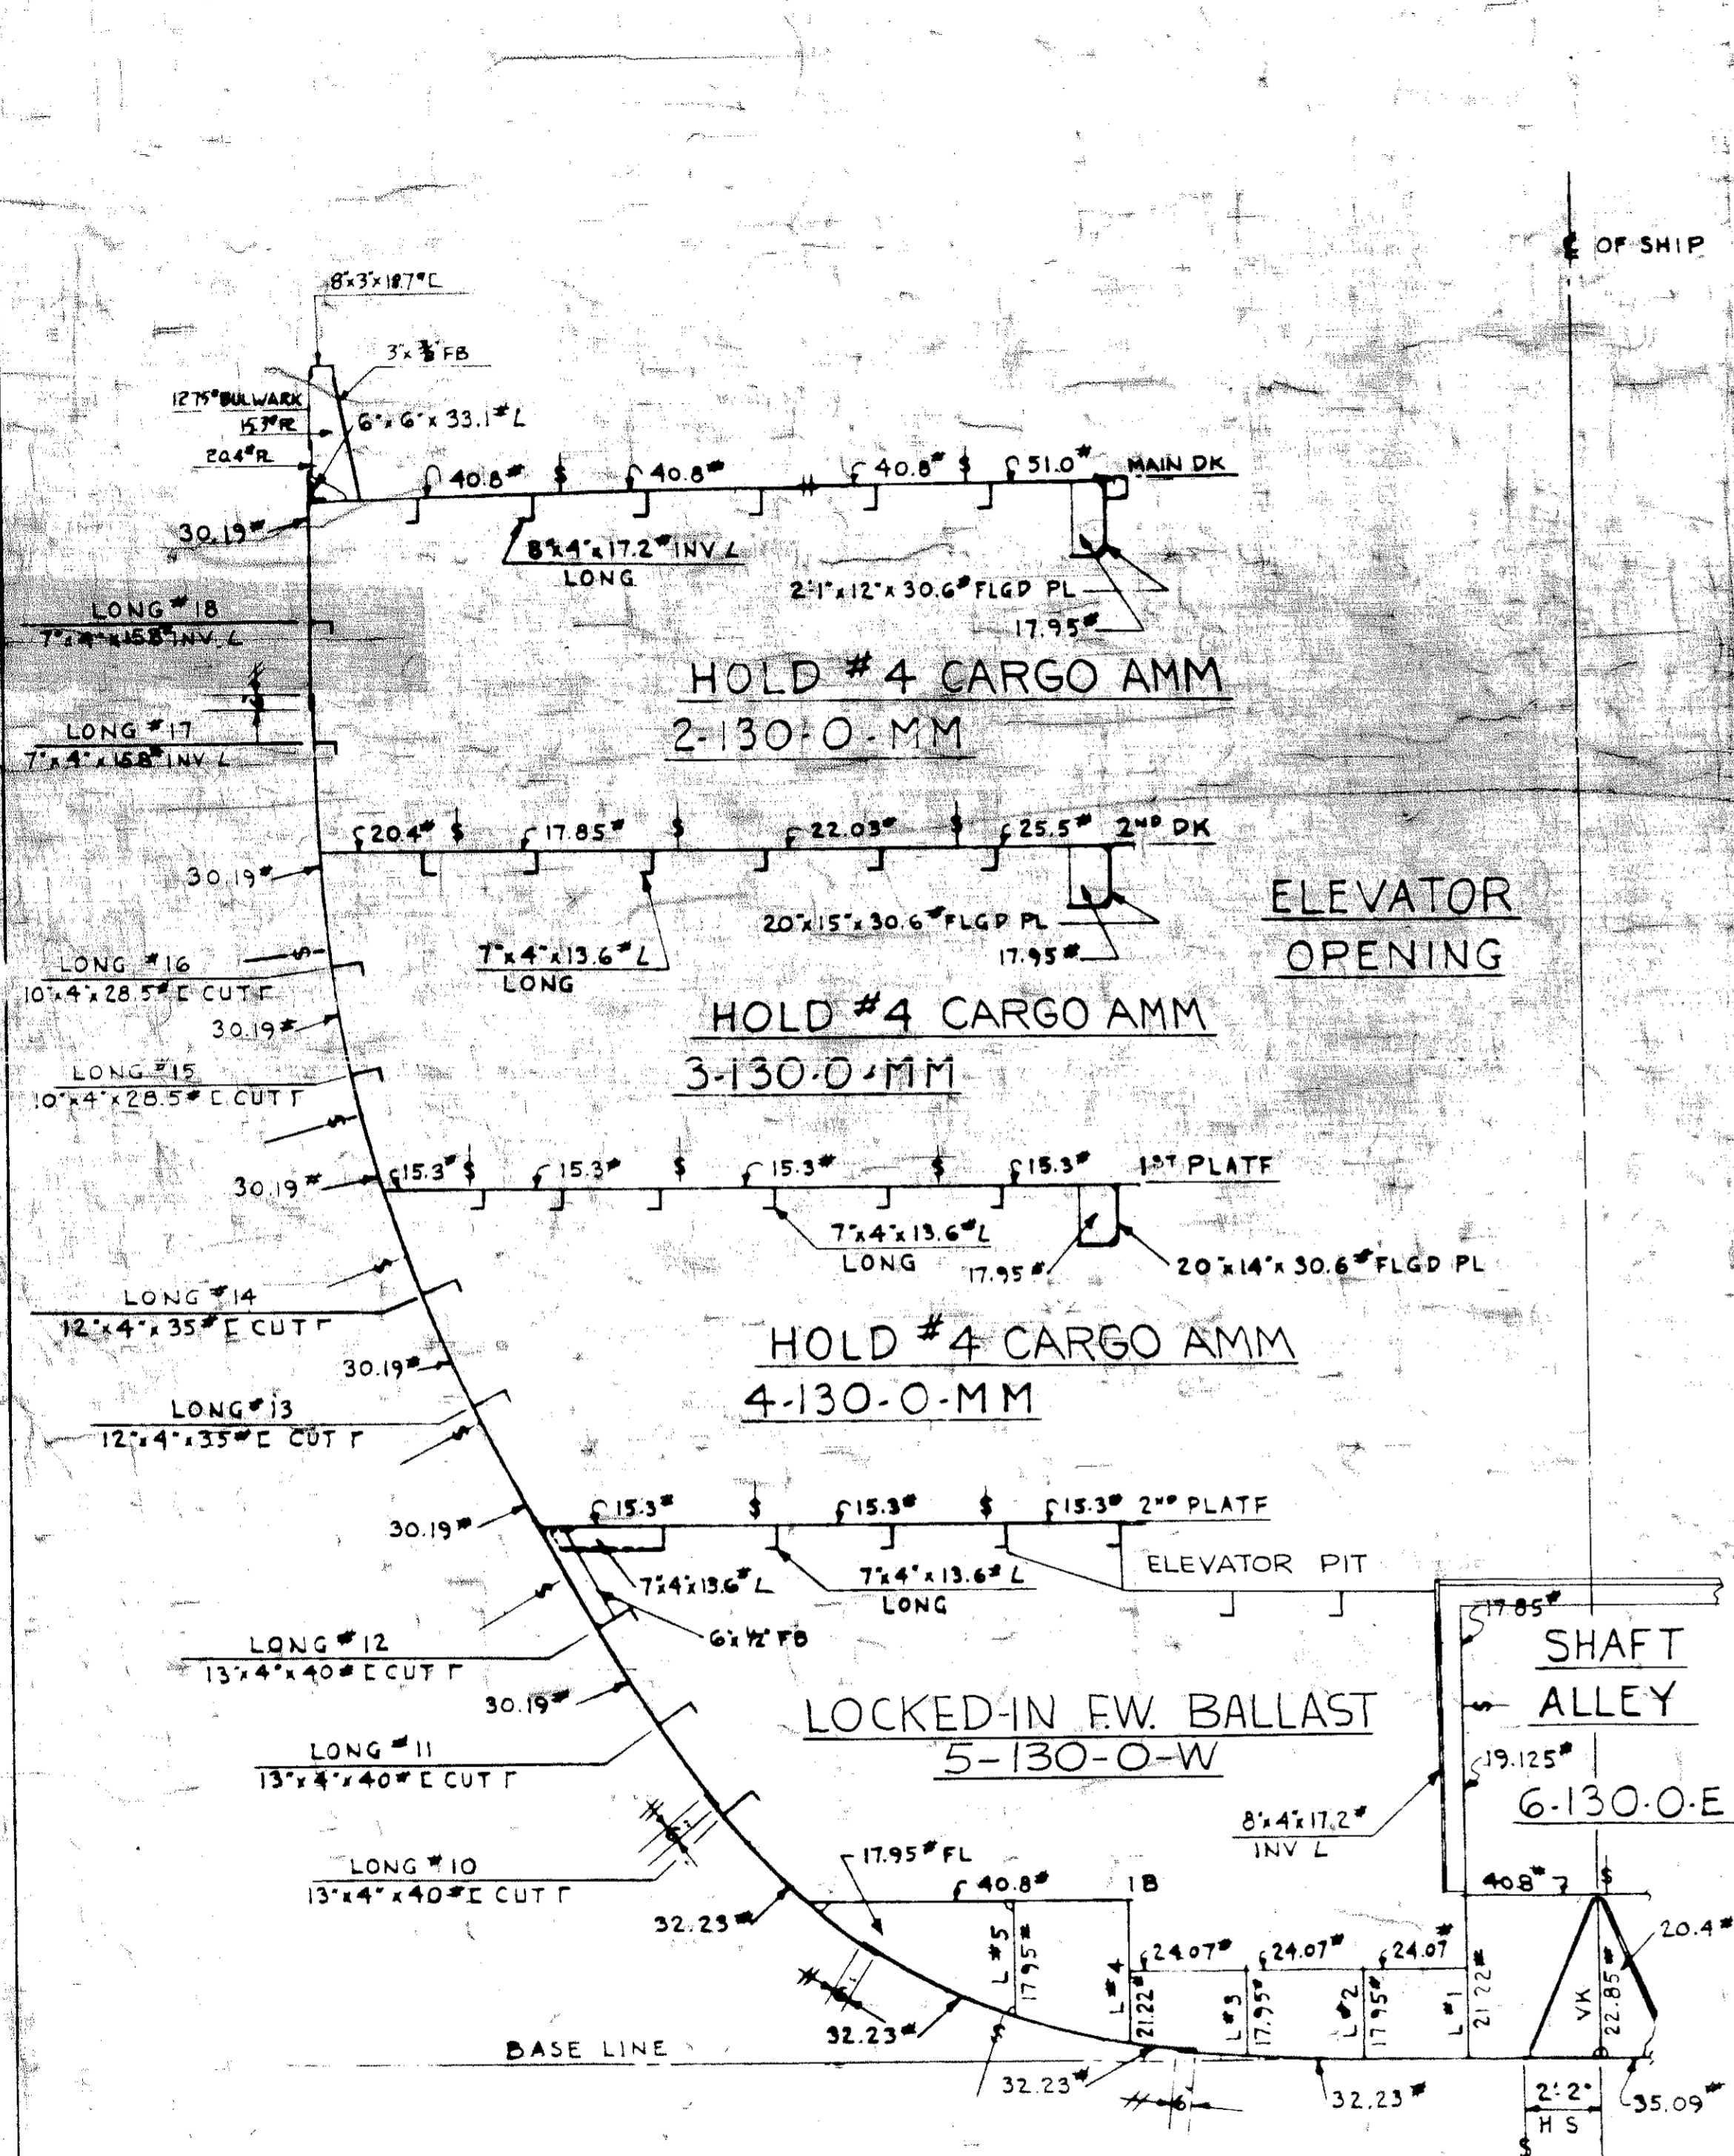 ℄ OF SHIP
8"x3"x18.7# [
3"x ⅜" FB
12.75# BULWARK
15.3# PL
6"x6"x33.1# L
20.4# PL
40.8# $ 40.8# 40.8# $ 51.0# MAIN DK
30.19#
8"x4"x17.2# INV L
LONG
2'-1"x12"x30.6# FLGD PL
17.95#
LONG #18
7"x4"x15.8# INV. L
HOLD #4 CARGO AMM
2-130-0-MM
LONG #17
7"x4"x15.8# INV L
20.4# $ 17.85# $ 22.03# $ 25.5# 2ND DK
30.19#
ELEVATOR
OPENING
20"x15"x30.6# FLGD PL
17.95#
7"x4"x13.6# L
LONG
LONG #16
10"x4"x28.5# [ CUT Γ
30.19#
HOLD #4 CARGO AMM
3-130-0-MM
LONG #15
10"x4"x28.5# [ CUT Γ
15.3# $ 15.3# $ 15.3# $ 15.3# 1ST PLATF
30.19#
7"x4"x13.6# L
LONG
17.95#
20"x14"x30.6# FLGD PL
LONG #14
12"x4"x35# [ CUT Γ
30.19#
HOLD #4 CARGO AMM
4-130-0-MM
LONG #13
12"x4"x35# [ CUT Γ
15.3# $ 15.3# $ 15.3# 2ND PLATF
30.19#
ELEVATOR PIT
7"x4"x13.6# L
7"x4"x13.6# L
LONG
6"x½" FB
17.85#
SHAFT
ALLEY
LONG #12
13"x4"x40# [ CUT Γ
30.19#
LOCKED-IN F.W. BALLAST
5-130-0-W
LONG #11
13"x4"x40# [ CUT Γ
19.125#
6-130-0-E
8"x4"x17.2#
INV L
6"
LONG #10
13"x4"x40# [ CUT Γ
17.95# FL
40.8# IB
40.8# $
32.23#
L #5
17.95#
L #4
21.22#
24.07# 24.07# 24.07#
L #3
17.95#
L #2
17.95#
L #1
21.22#
VK
22.85#
20.4#
6"
32.23#
BASE LINE
32.23#
6"
32.23#
2'-2"
H S
35.09#
$